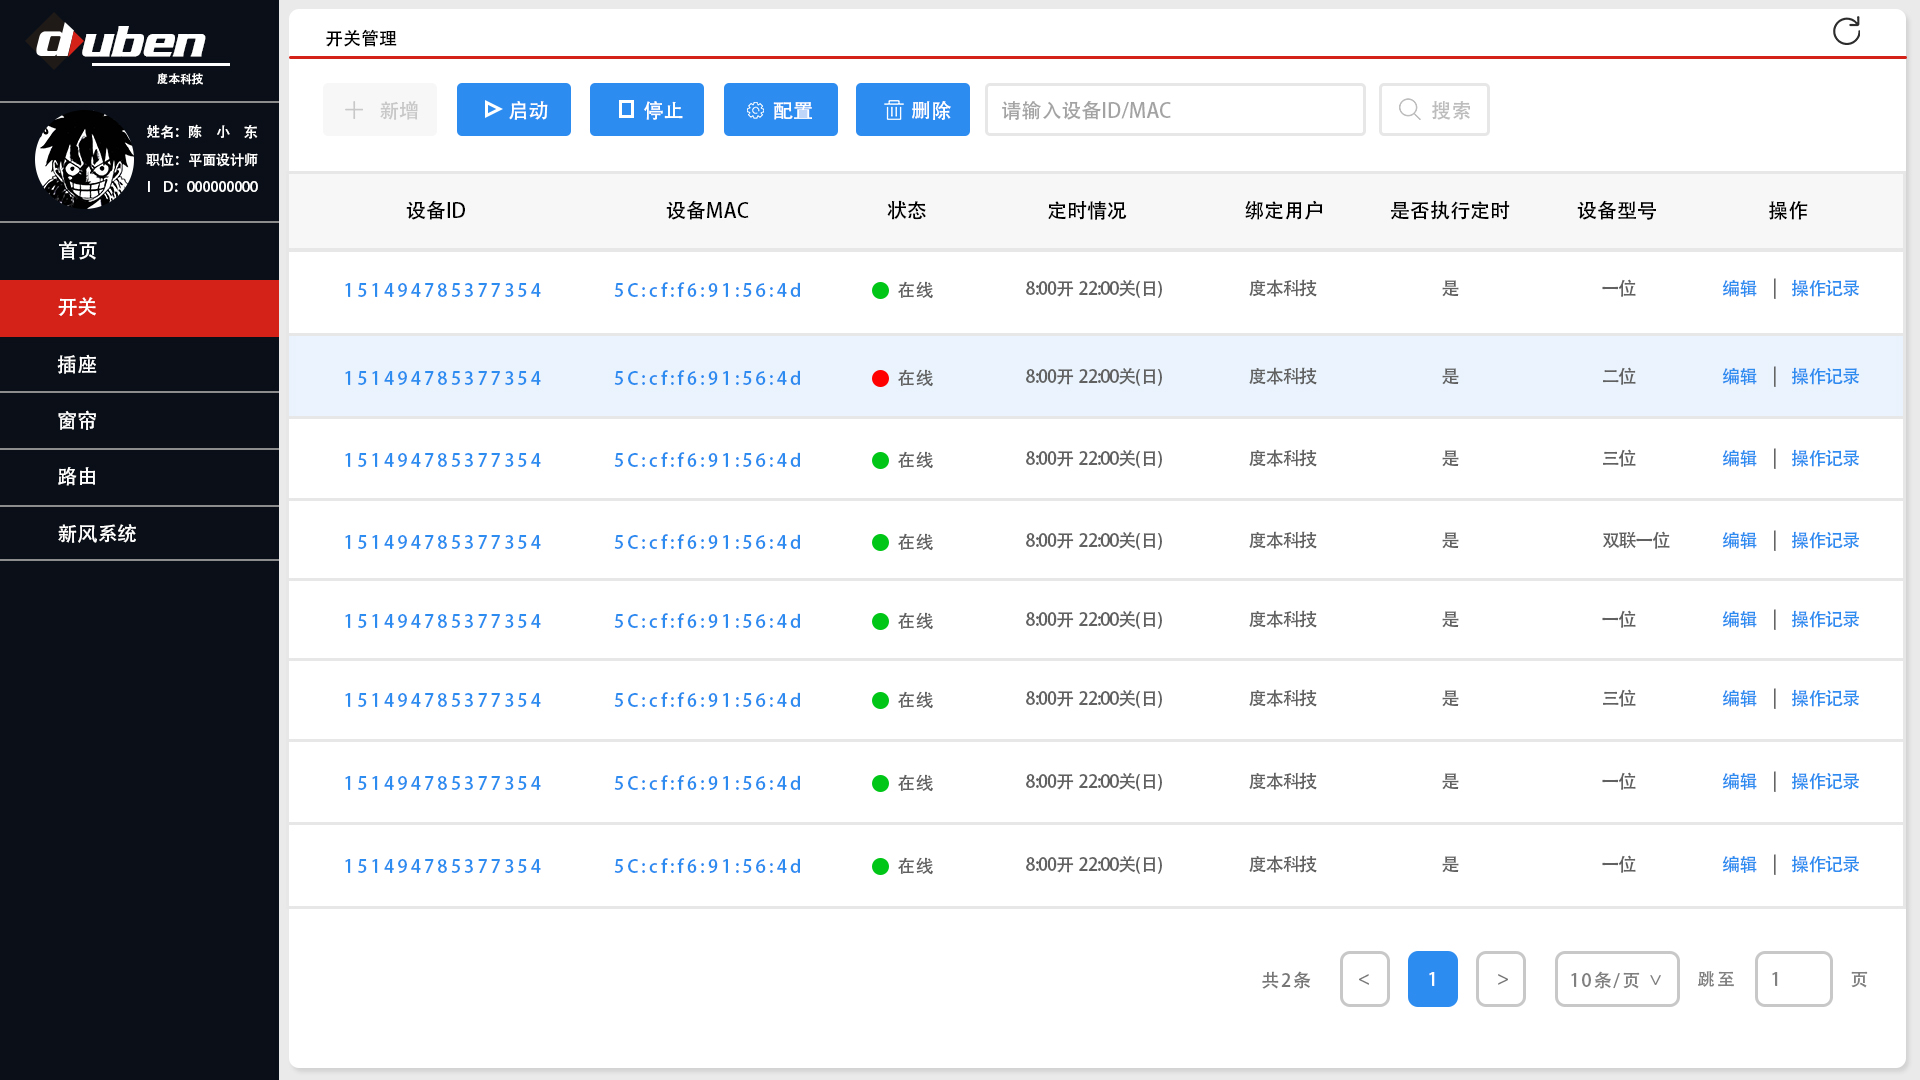 duben
度本科技
姓名：陈 小 东
职位：平面设计师
I D：000000000
首页
开关
插座
窗帘
路由
新风系统
开关管理
新增 启动 停止 配置 删除 请输入设备ID/MAC 搜索
设备ID 设备MAC 状态 定时情况 绑定用户 是否执行定时 设备型号 操作
151494785377354 5C:cf:f6:91:56:4d 在线 8:00开 22:00关(日) 度本科技 是 一位 编辑 | 操作记录
151494785377354 5C:cf:f6:91:56:4d 在线 8:00开 22:00关(日) 度本科技 是 二位 编辑 | 操作记录
151494785377354 5C:cf:f6:91:56:4d 在线 8:00开 22:00关(日) 度本科技 是 三位 编辑 | 操作记录
151494785377354 5C:cf:f6:91:56:4d 在线 8:00开 22:00关(日) 度本科技 是 双联一位 编辑 | 操作记录
151494785377354 5C:cf:f6:91:56:4d 在线 8:00开 22:00关(日) 度本科技 是 一位 编辑 | 操作记录
151494785377354 5C:cf:f6:91:56:4d 在线 8:00开 22:00关(日) 度本科技 是 三位 编辑 | 操作记录
151494785377354 5C:cf:f6:91:56:4d 在线 8:00开 22:00关(日) 度本科技 是 一位 编辑 | 操作记录
151494785377354 5C:cf:f6:91:56:4d 在线 8:00开 22:00关(日) 度本科技 是 一位 编辑 | 操作记录
共2条 < 1 > 10条/页 ∨ 跳至 1 页